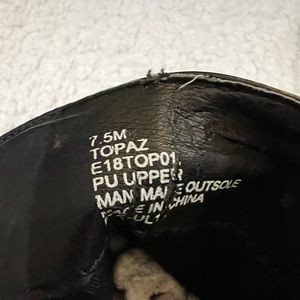 7.5M
TOPAZ
E18TOP01
PU UPPER
MAN MADE OUTSOLE
MADE IN CHINA